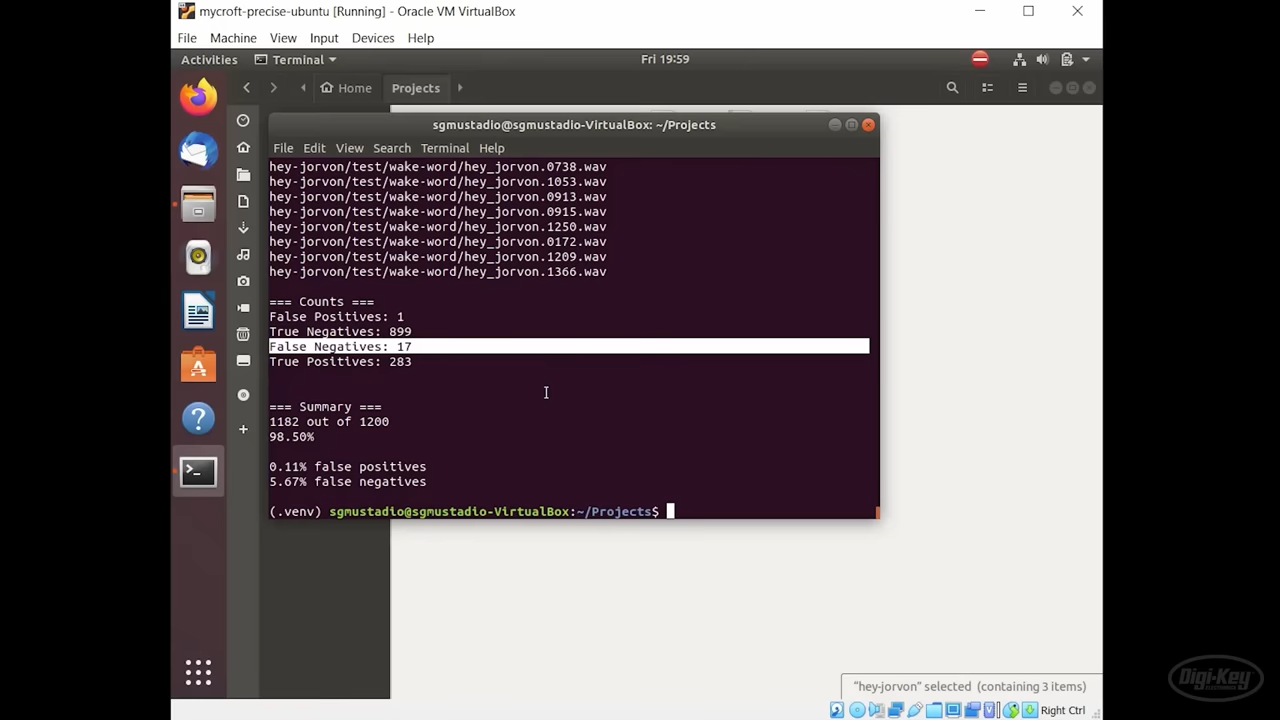 mycroft-precise-ubuntu [Running] - Oracle VM VirtualBox
File Machine View Input Devices Help
Activities Terminal Fri 19:59
Home Projects
sgmustadio@sgmustadio-VirtualBox: ~/Projects
File Edit View Search Terminal Help
hey-jorvon/test/wake-word/hey_jorvon.0738.wav
hey-jorvon/test/wake-word/hey_jorvon.1053.wav
hey-jorvon/test/wake-word/hey_jorvon.0913.wav
hey-jorvon/test/wake-word/hey_jorvon.0915.wav
hey-jorvon/test/wake-word/hey_jorvon.1250.wav
hey-jorvon/test/wake-word/hey_jorvon.0172.wav
hey-jorvon/test/wake-word/hey_jorvon.1209.wav
hey-jorvon/test/wake-word/hey_jorvon.1366.wav
=== Counts ===
False Positives: 1
True Negatives: 899
False Negatives: 17
True Positives: 283
=== Summary ===
1182 out of 1200
98.50%
0.11% false positives
5.67% false negatives
(.venv) sgmustadio@sgmustadio-VirtualBox:~/Projects$
"hey-jorvon" selected (containing 3 items)
Right Ctrl
Digi-Key
ELECTRONICS